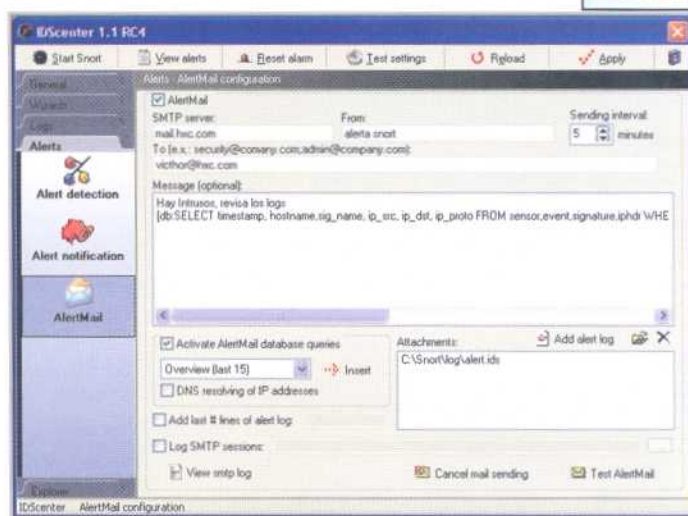 IDScenter 1.1 RC4
Start Snort View alerts Reset alarm Test settings Reload Apply
General
Alerts - AlertMail configuration
Wizards
Logs
Alerts
Alert detection
Alert notification
AlertMail
Explorer
AlertMail
SMTP server: From: Sending interval:
mail.hxc.com alerta snort 5 minutes
To (e.x.: security@comany.com;admin@company.com):
victhor@hxc.com
Message (optional):
Hay Intrusos, revisa los logs
[db:SELECT timestamp, hostname,sig_name, ip_src, ip_dst, ip_proto FROM sensor,event,signature,iphdr WHE
Activate AlertMail database queries
Overview (last 15) Insert
DNS resolving of IP addresses
Attachments: Add alert log
C:\Snort\log\alert.ids
Add last # lines of alert log
Log SMTP sessions:
View smtp log Cancel mail sending Test AlertMail
IDScenter AlertMail configuration